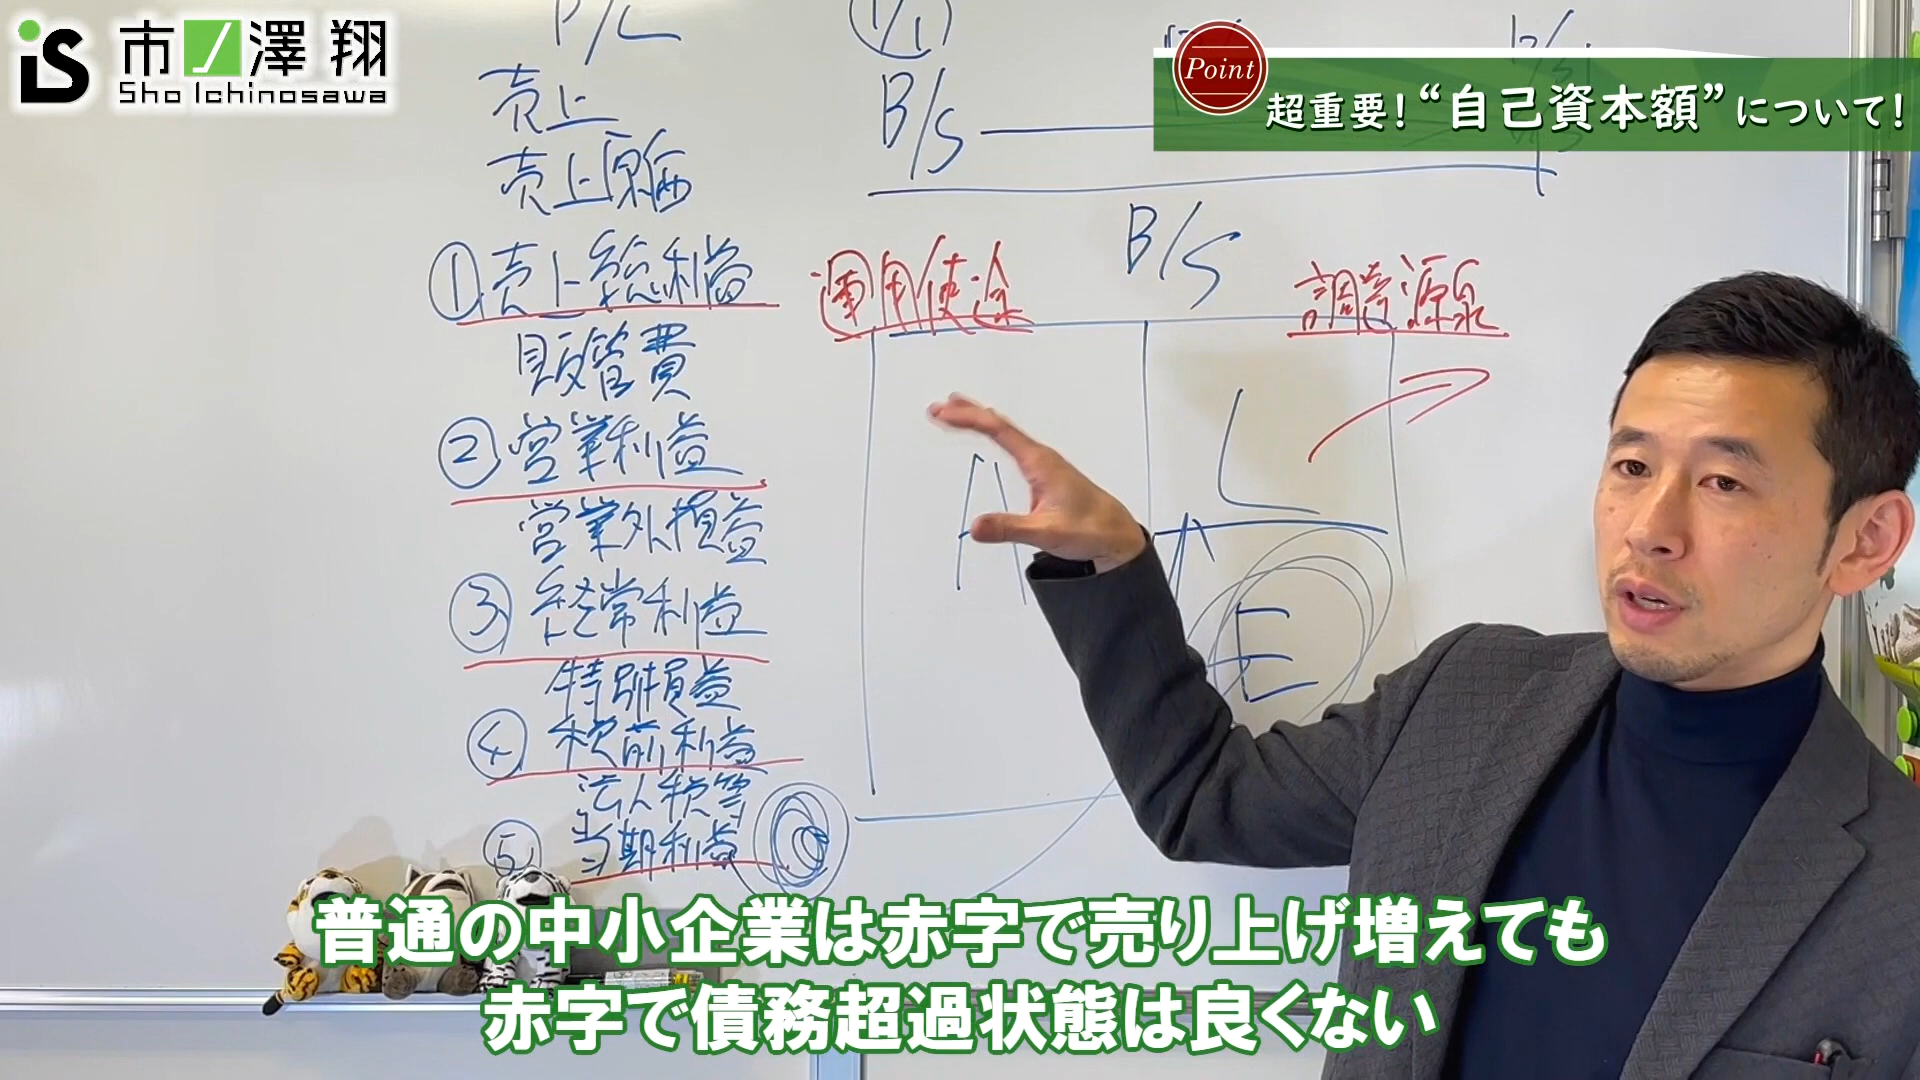 iS 市ノ澤 翔
Sho Ichinosawa
Point
超重要！“自己資本額”について！
P/L
売上
売上原価
①売上総利益
販管費
②営業利益
営業外損益
③経常利益
特別損益
④税前利益
法人税等
⑤当期利益
B/S
B/S
運用使途
調達源泉
A
L
E
普通の中小企業は赤字で売り上げ増えても
赤字で債務超過状態は良くない